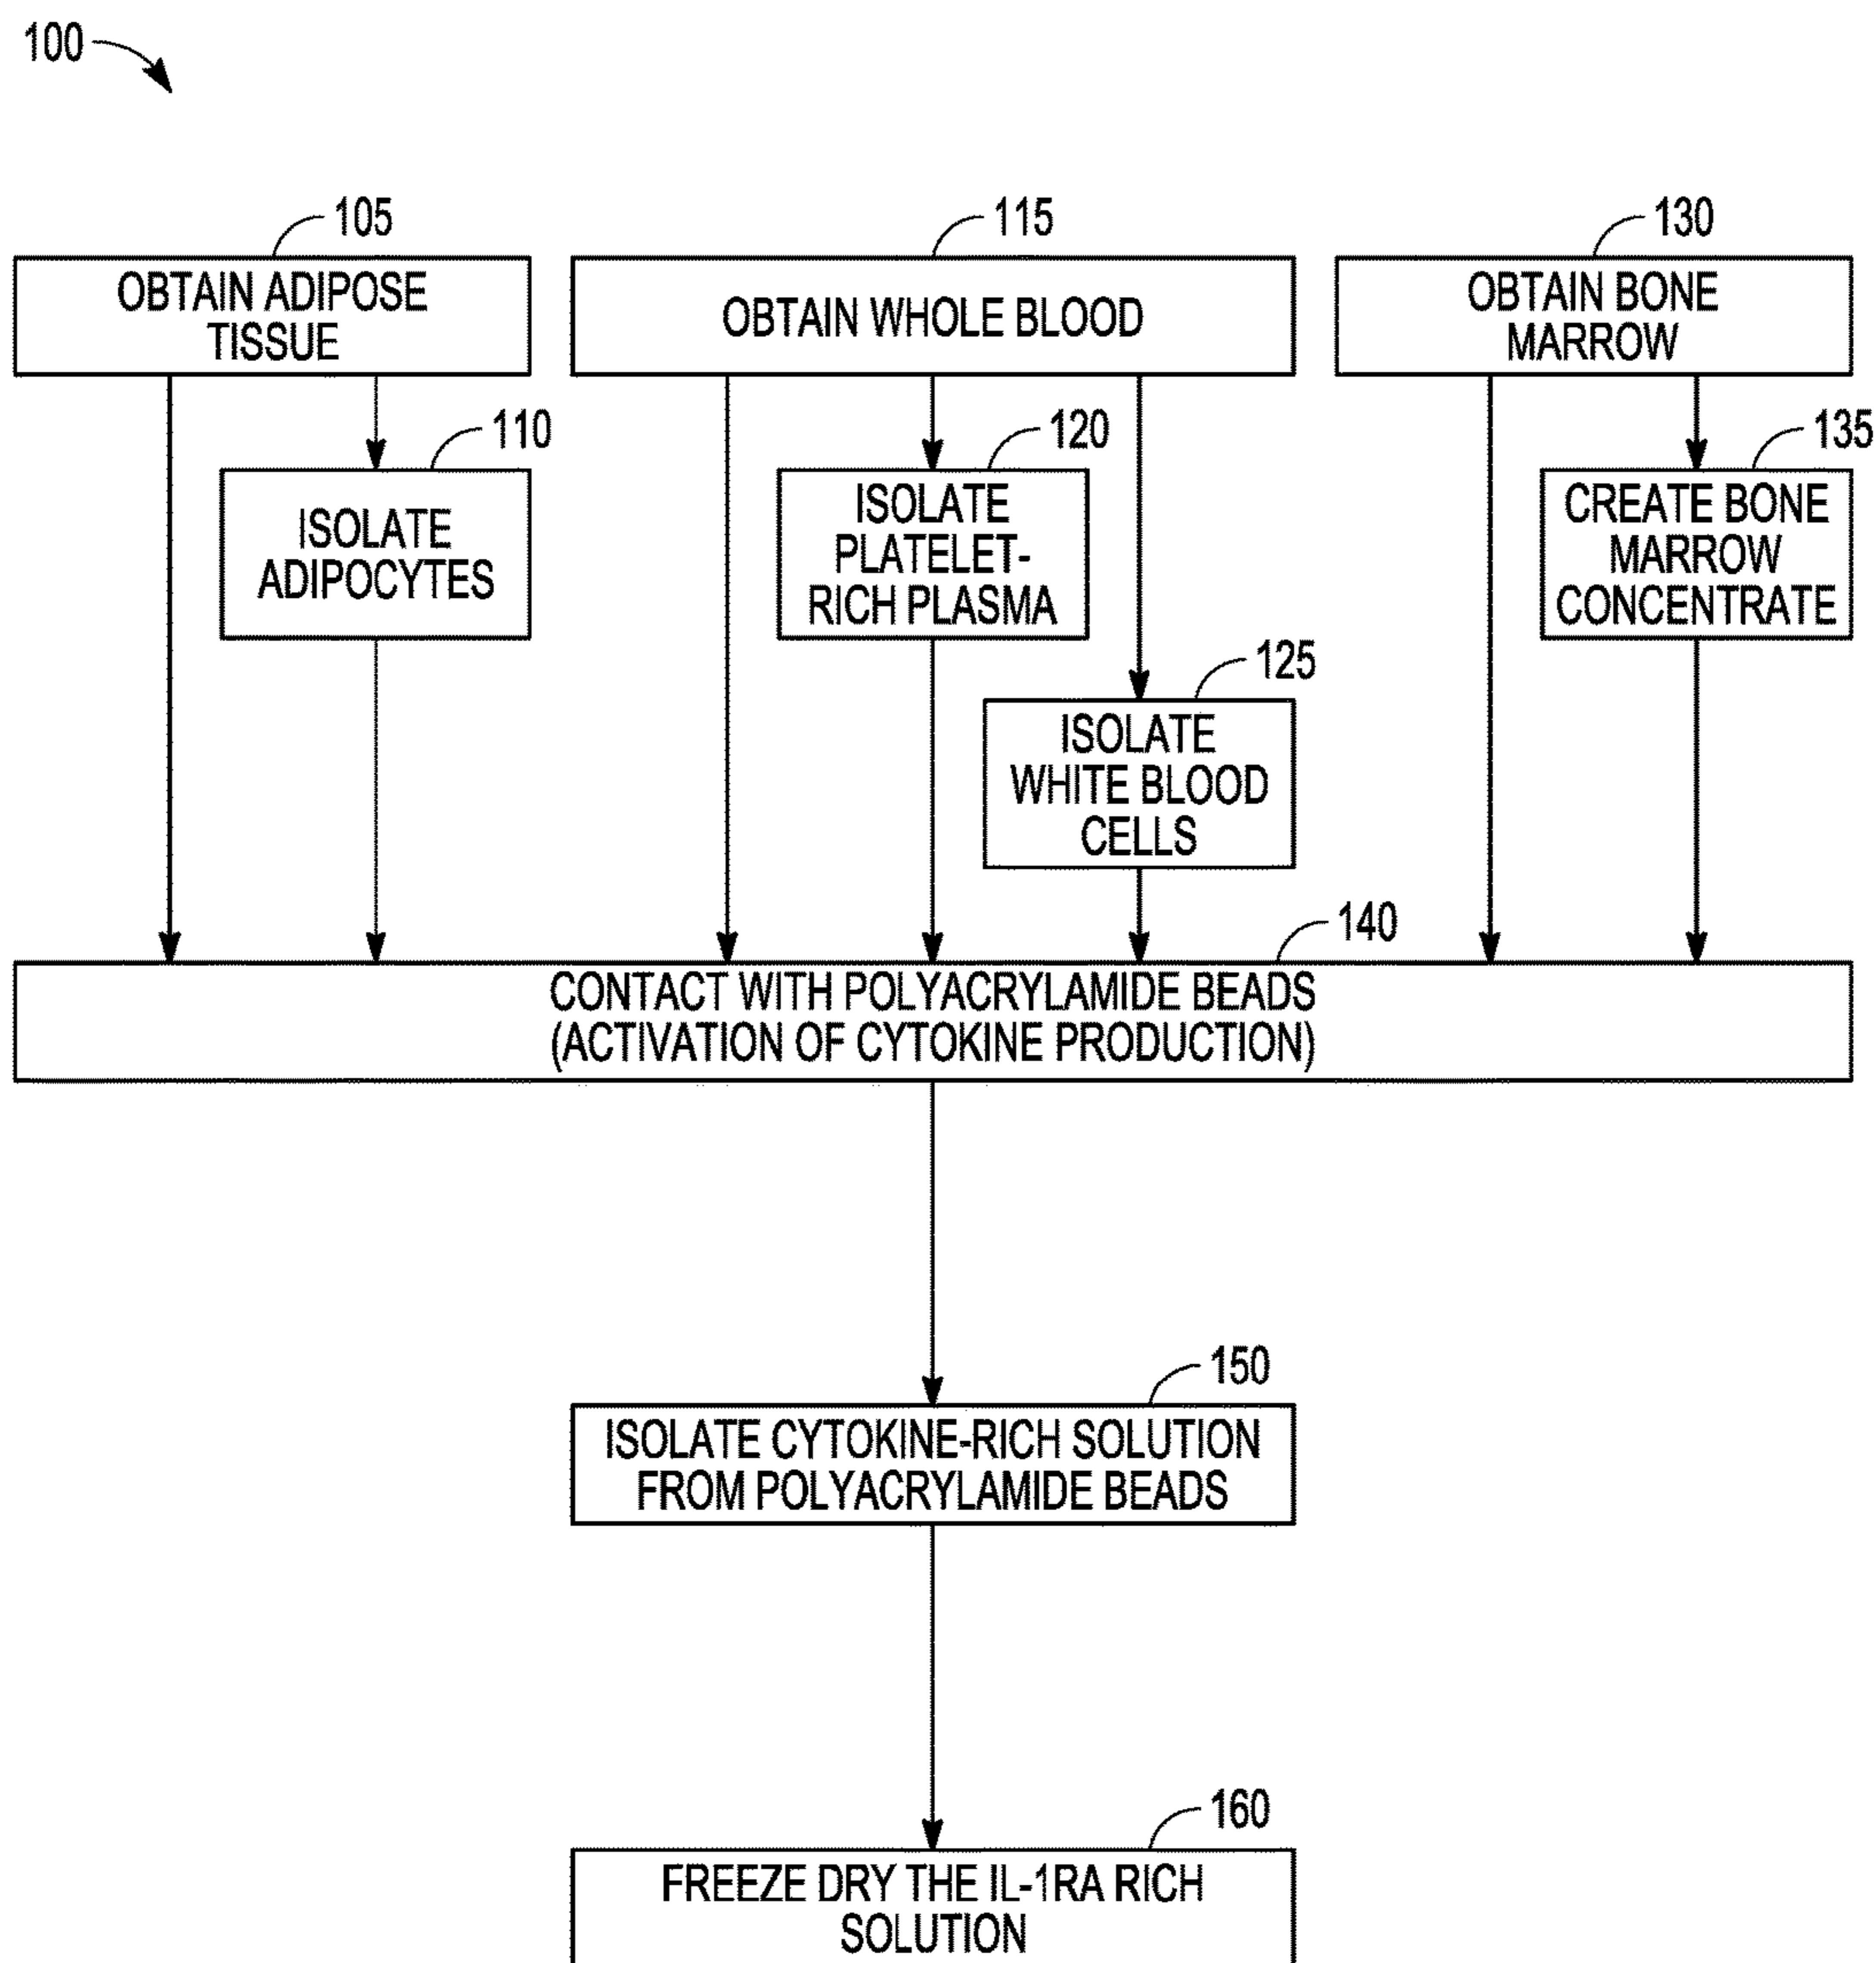 100
105
115
130
OBTAIN ADIPOSE
TISSUE
OBTAIN WHOLE BLOOD
OBTAIN BONE
MARROW
110
120
135
ISOLATE
ADIPOCYTES
ISOLATE
PLATELET-
RICH PLASMA
CREATE BONE
MARROW
CONCENTRATE
125
ISOLATE
WHITE BLOOD
CELLS
140
CONTACT WITH POLYACRYLAMIDE BEADS
(ACTIVATION OF CYTOKINE PRODUCTION)
150
ISOLATE CYTOKINE-RICH SOLUTION
FROM POLYACRYLAMIDE BEADS
160
FREEZE DRY THE IL-1RA RICH
SOLUTION